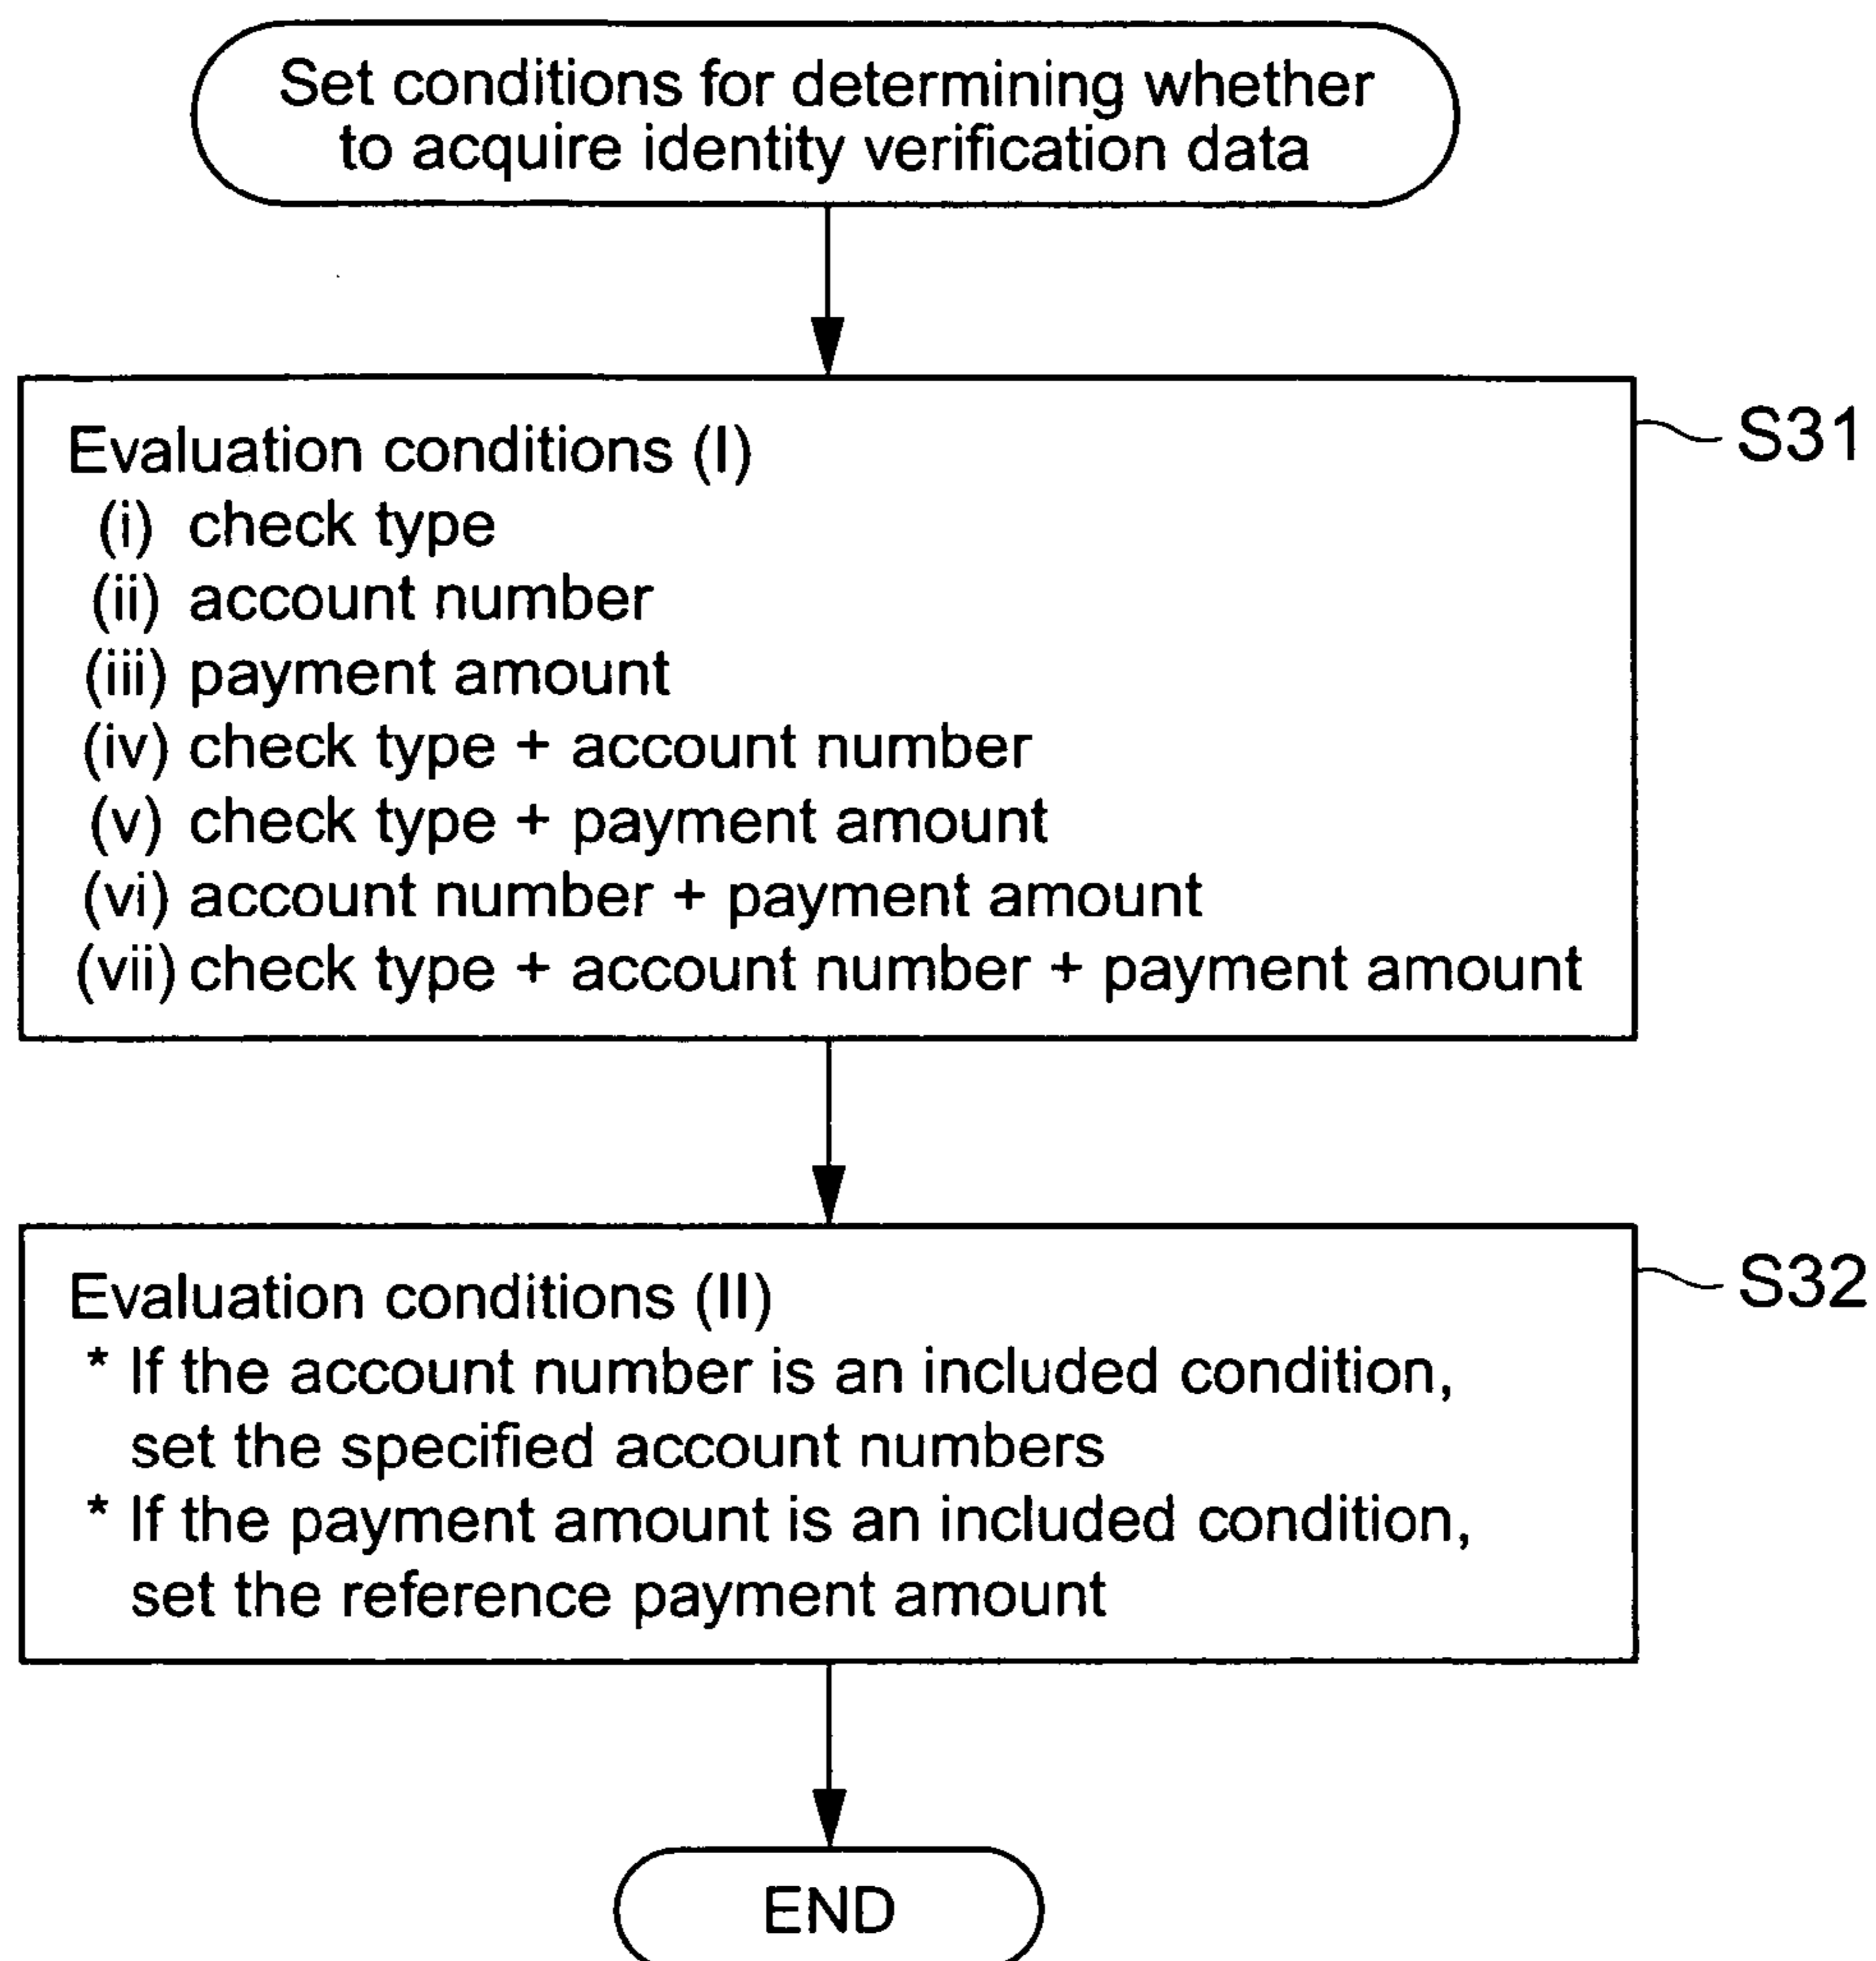 Set conditions for determining whether
to acquire identity verification data
Evaluation conditions (I)
(i) check type
(ii) account number
(iii) payment amount
(iv) check type + account number
(v) check type + payment amount
(vi) account number + payment amount
(vii) check type + account number + payment amount
S31
Evaluation conditions (II)
* If the account number is an included condition,
set the specified account numbers
* If the payment amount is an included condition,
set the reference payment amount
S32
END